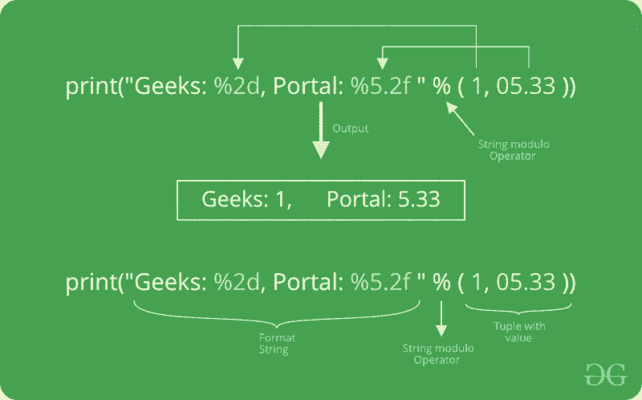 print("Geeks: %2d, Portal: %5.2f " % ( 1, 05.33 ))
Output
String modulo
Operator
Geeks: 1, Portal: 5.33
print("Geeks: %2d, Portal: %5.2f " % ( 1, 05.33 ))
Format
String
String modulo
Operator
Tuple with
value